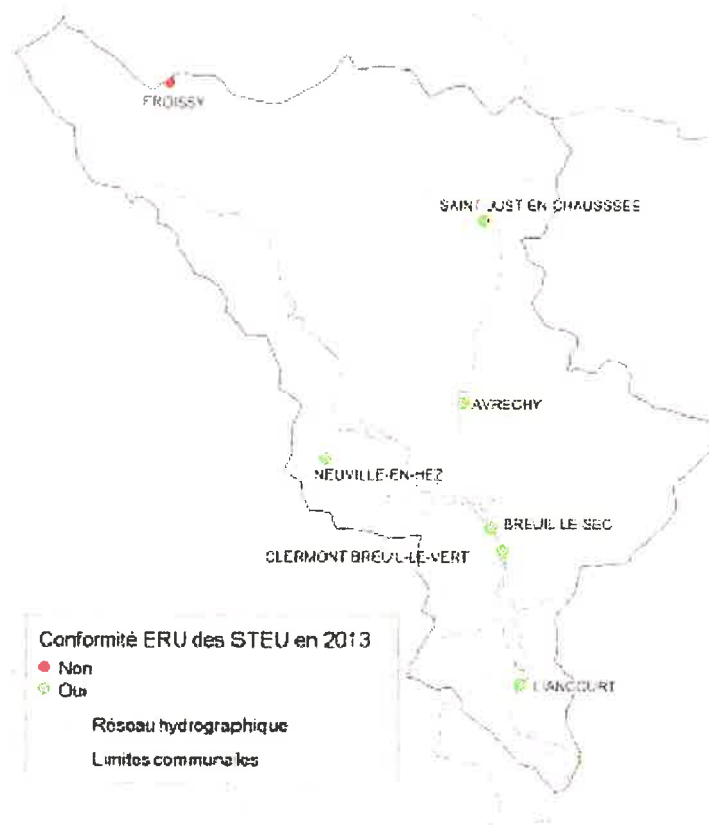 FROISSY
SAINT JUST EN CHAUSSSEES
AVRECHY
NEUVILLE-EN-HEZ
BREUIL LE SEC
CLERMONT BREUIL-LE-VERT
LIANCOURT
Conformité ERU des STEU en 2013
Non
Oui
Réseau hydrographique
Limites communales